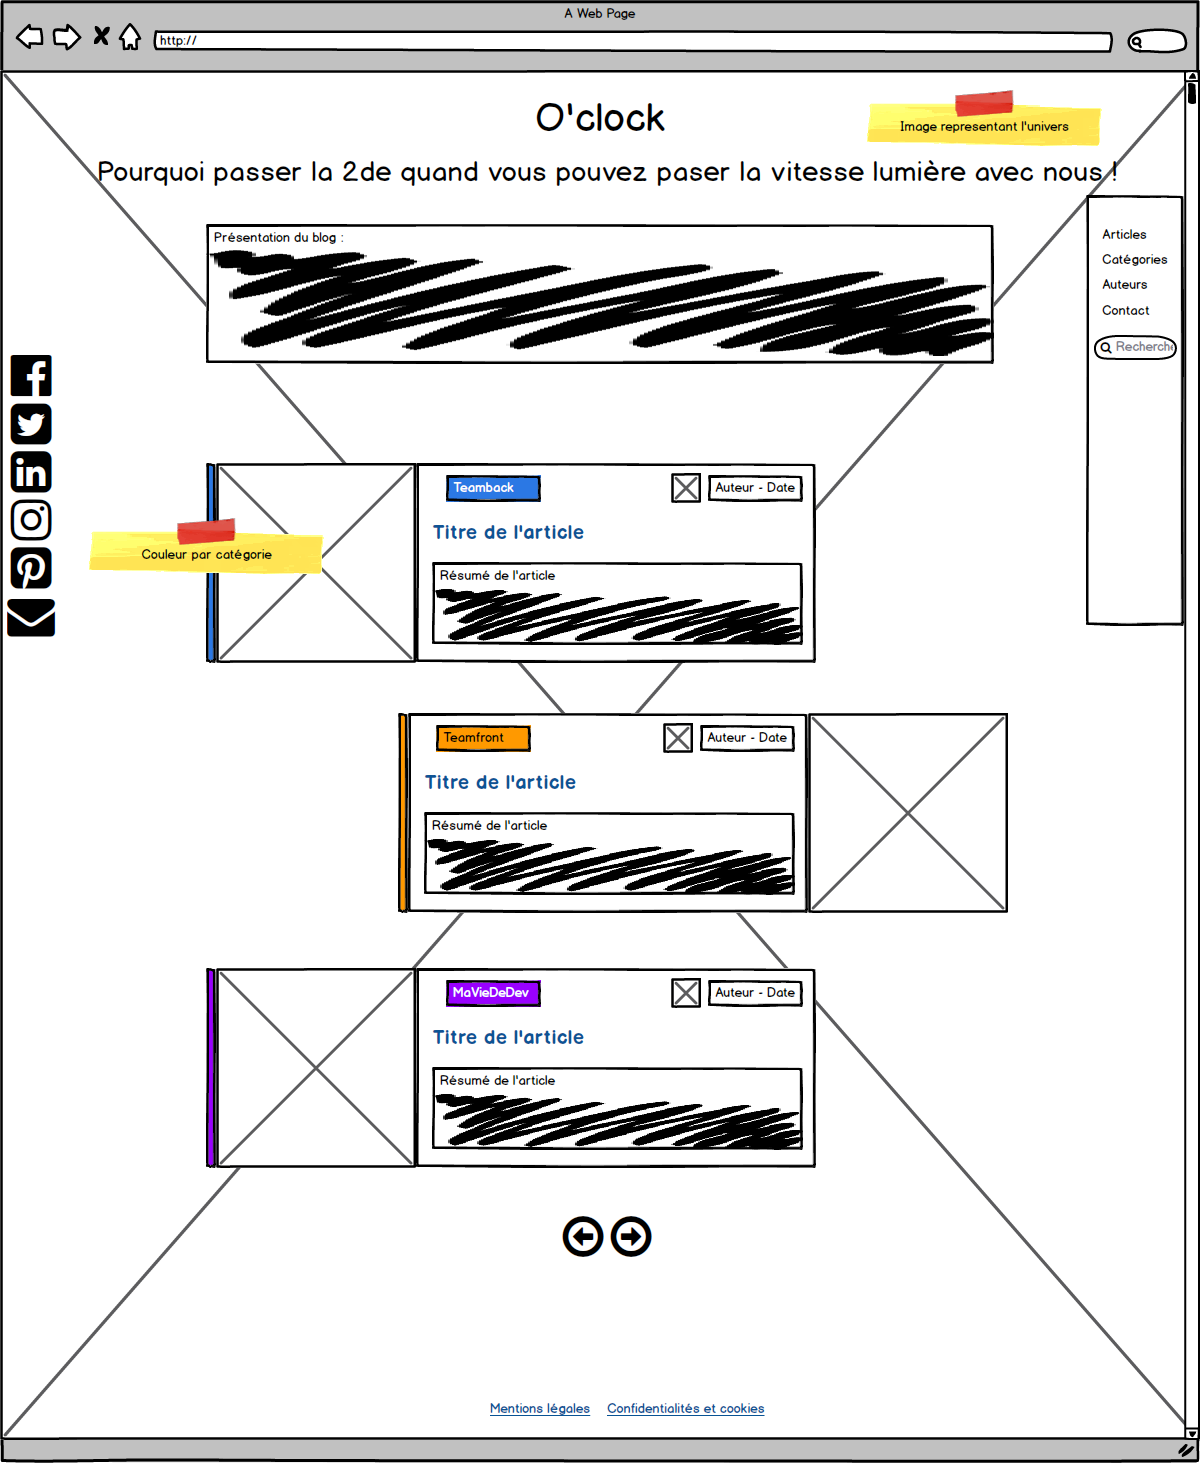 A Web Page
http://
O'clock
Image representant l'univers
Pourquoi passer la 2de quand vous pouvez paser la vitesse lumière avec nous !
Présentation du blog :
Articles
Catégories
Auteurs
Contact
Recherche
Teamback
Auteur - Date
Titre de l'article
Couleur par catégorie
Résumé de l'article
Teamfront
Auteur - Date
Titre de l'article
Résumé de l'article
MaVieDeDev
Auteur - Date
Titre de l'article
Résumé de l'article
Mentions légales
Confidentialités et cookies